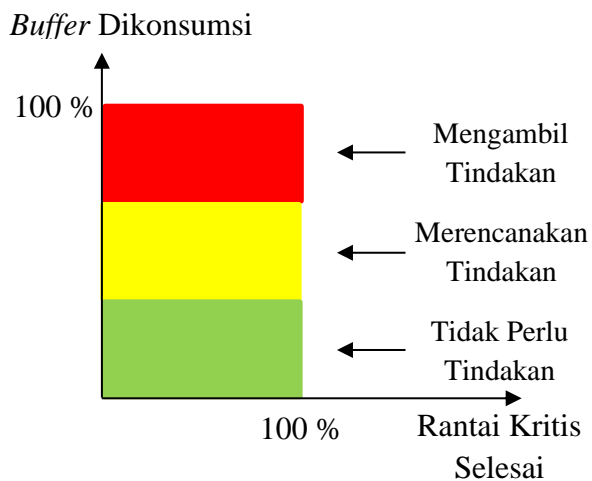 Buffer Dikonsumsi
100 %
Mengambil
Tindakan
Merencanakan
Tindakan
Tidak Perlu
Tindakan
100 %
Rantai Kritis
Selesai